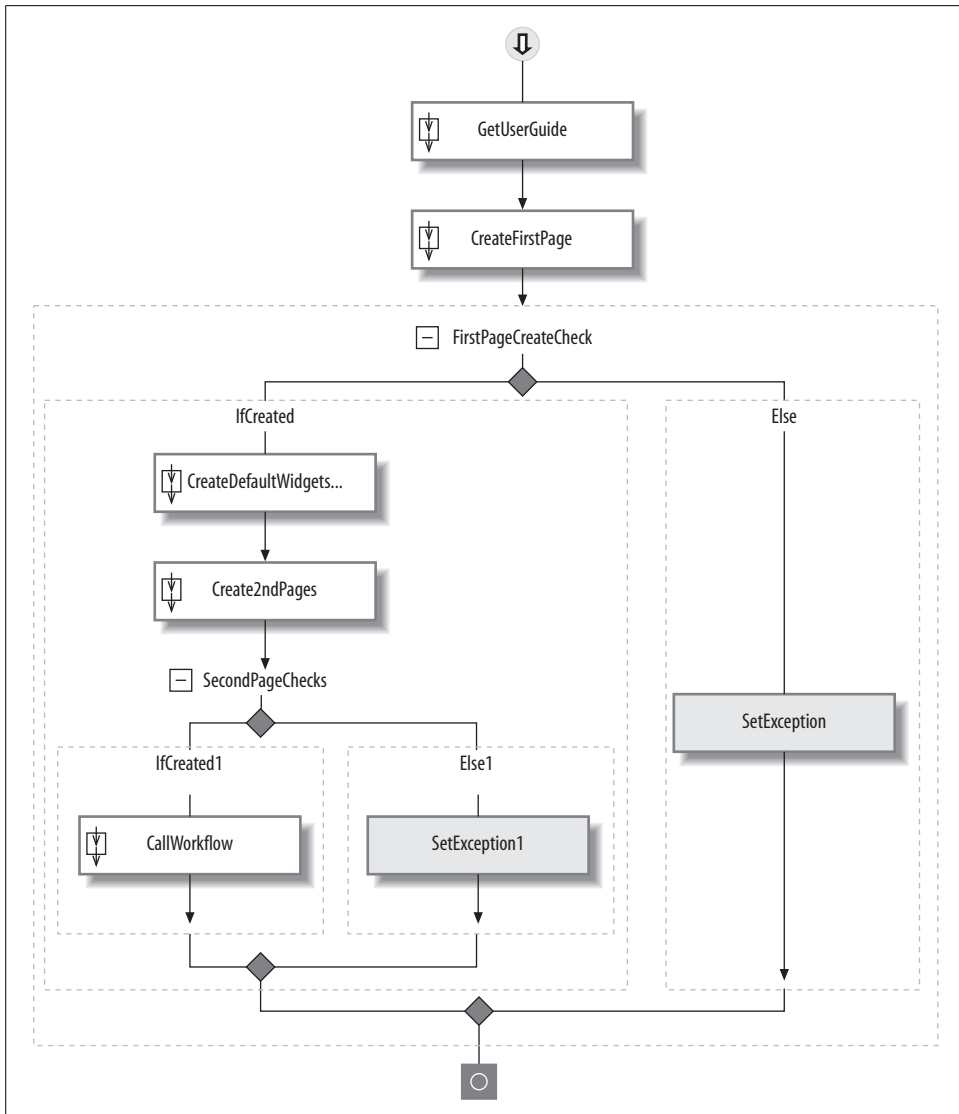 GetUserGuide
CreateFirstPage
FirstPageCreateCheck
IfCreated
Else
CreateDefaultWidgets...
Create2ndPages
SecondPageChecks
SetException
IfCreated1
Else1
CallWorkflow
SetException1